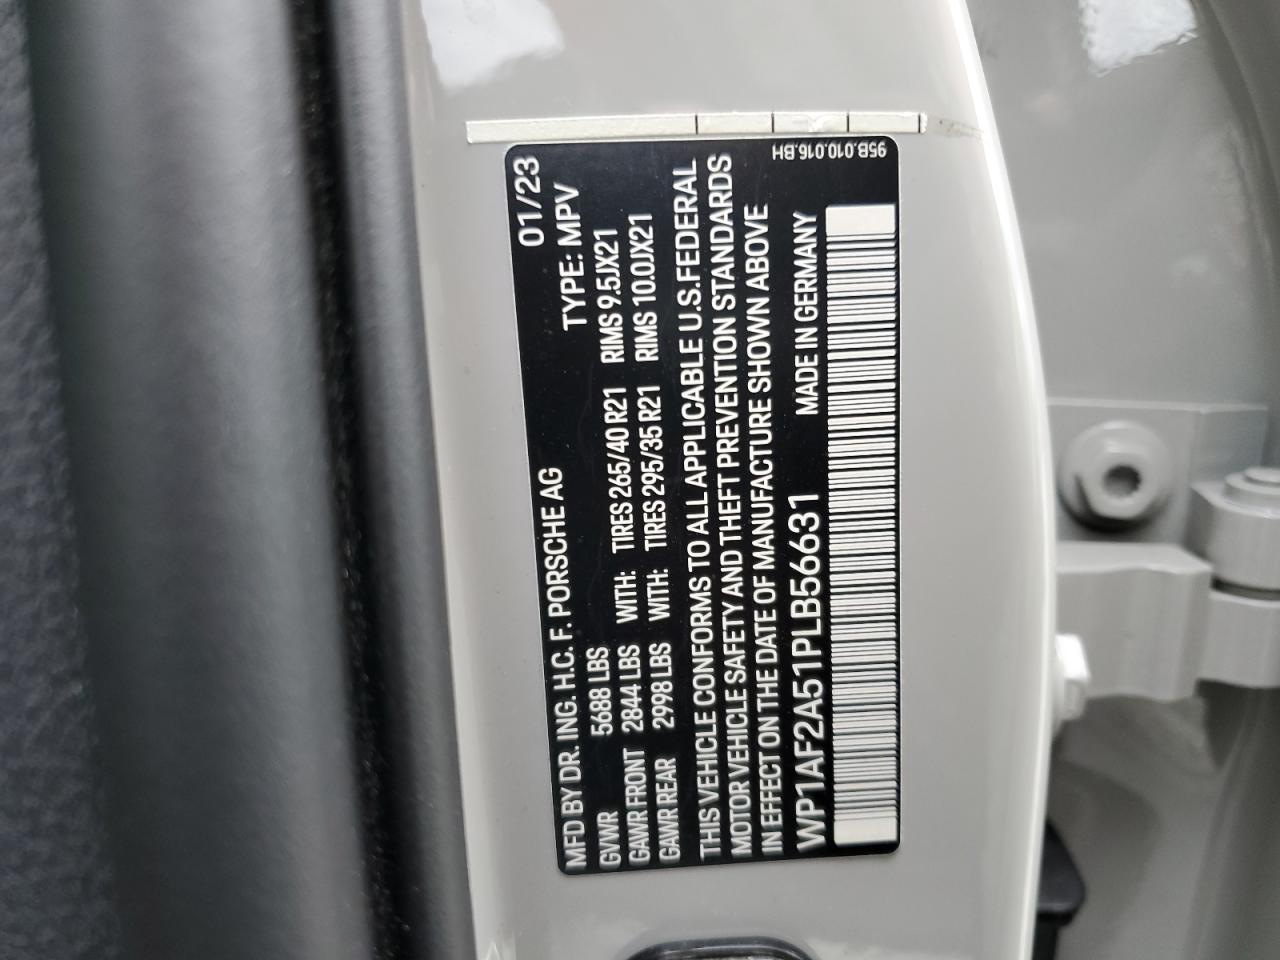 01/23
MFD BY DR. ING. H.C. F. PORSCHE AG TYPE: MPV
GVWR 5688 LBS
GAWR FRONT 2844 LBS WITH: TIRES 265/40 R21 RIMS 9.5JX21
GAWR REAR 2998 LBS WITH: TIRES 295/35 R21 RIMS 10.0JX21
THIS VEHICLE CONFORMS TO ALL APPLICABLE U.S.FEDERAL
MOTOR VEHICLE SAFETY AND THEFT PREVENTION STANDARDS
IN EFFECT ON THE DATE OF MANUFACTURE SHOWN ABOVE
WP1AF2A51PLB56631 MADE IN GERMANY
95B.010.016.BH